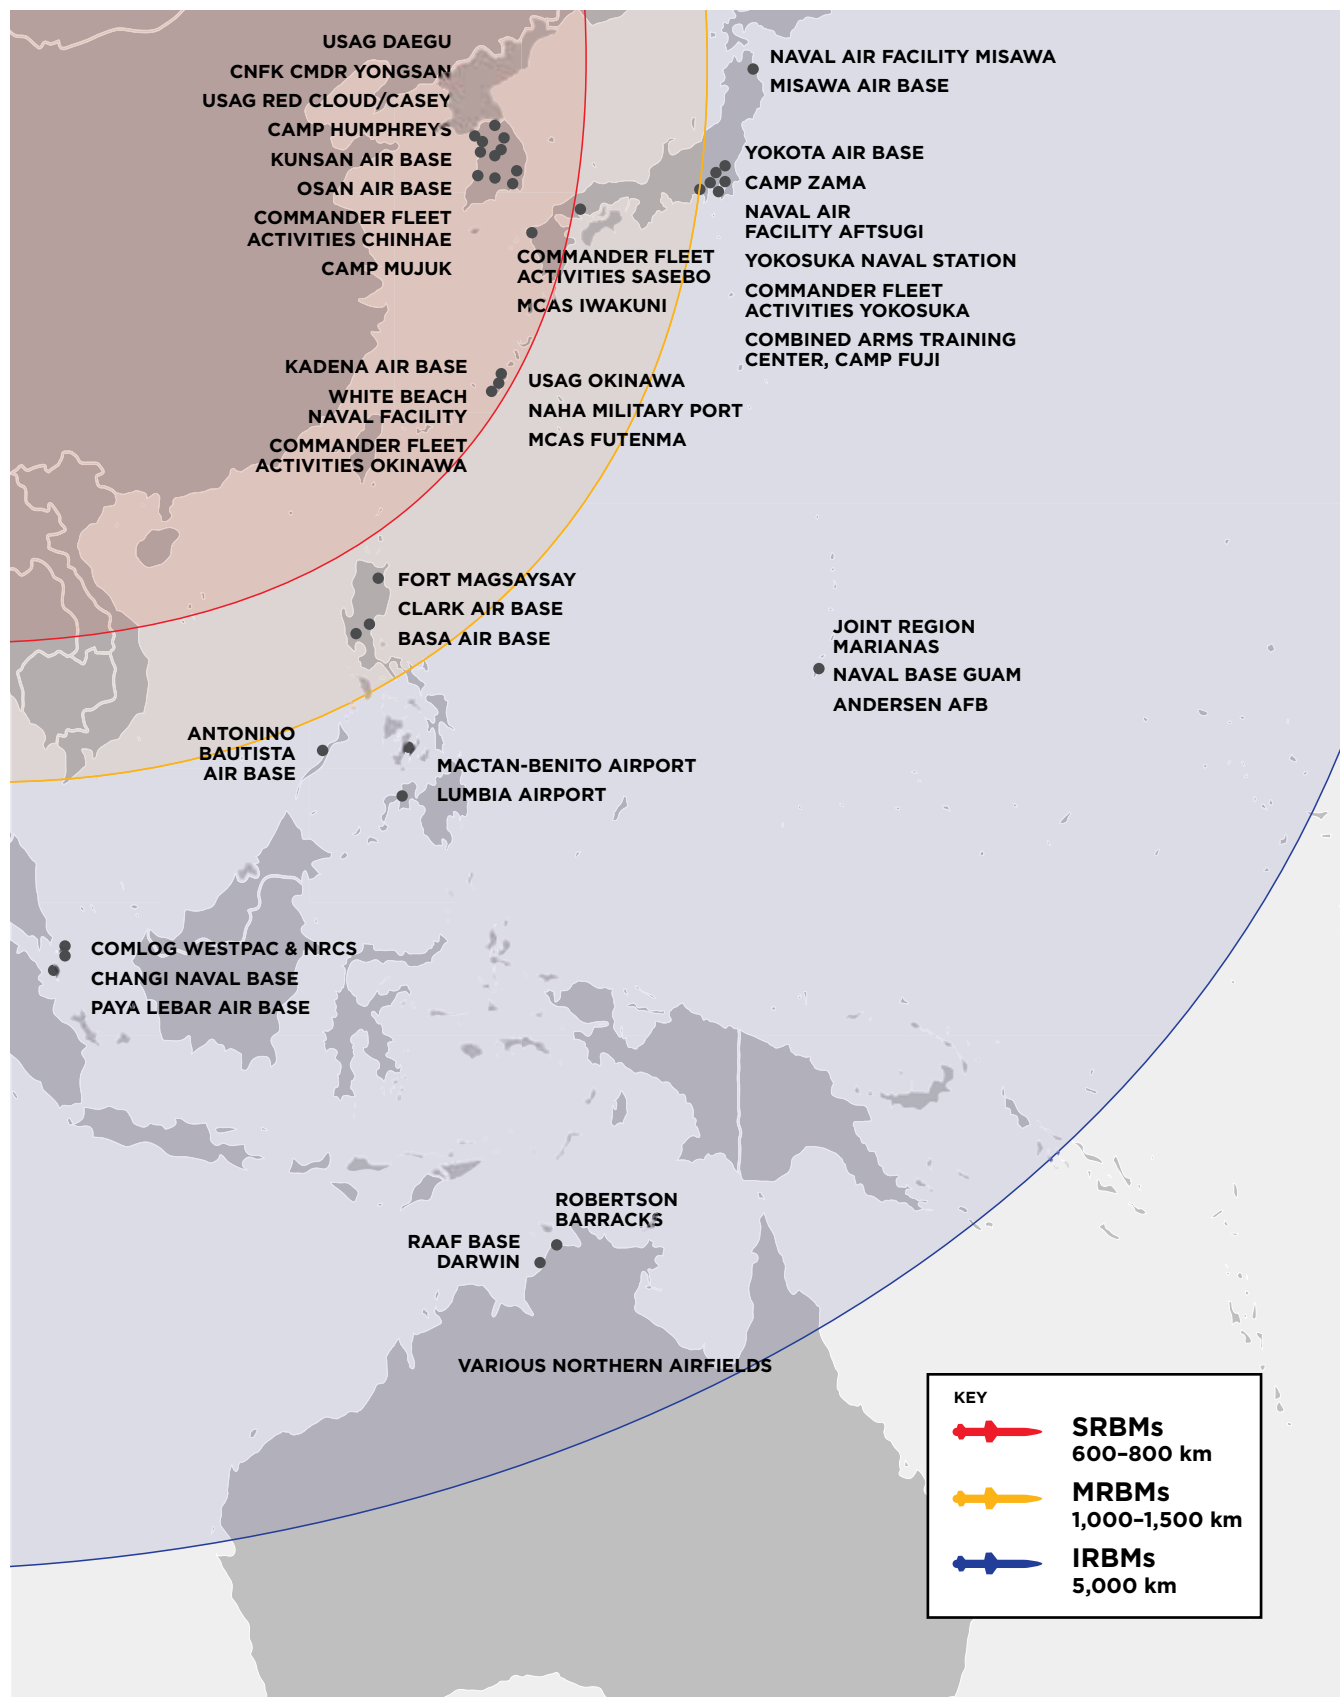 USAG DAEGU
CNFK CMDR YONGSAN
USAG RED CLOUD/CASEY
CAMP HUMPHREYS
KUNSAN AIR BASE
OSAN AIR BASE
COMMANDER FLEET
ACTIVITIES CHINHAE
CAMP MUJUK
NAVAL AIR FACILITY MISAWA
MISAWA AIR BASE
YOKOTA AIR BASE
CAMP ZAMA
NAVAL AIR
FACILITY AFTSUGI
YOKOSUKA NAVAL STATION
COMMANDER FLEET
ACTIVITIES YOKOSUKA
COMBINED ARMS TRAINING
CENTER, CAMP FUJI
COMMANDER FLEET
ACTIVITIES SASEBO
MCAS IWAKUNI
KADENA AIR BASE
WHITE BEACH
NAVAL FACILITY
COMMANDER FLEET
ACTIVITIES OKINAWA
USAG OKINAWA
NAHA MILITARY PORT
MCAS FUTENMA
FORT MAGSAYSAY
CLARK AIR BASE
BASA AIR BASE
JOINT REGION
MARIANAS
NAVAL BASE GUAM
ANDERSEN AFB
ANTONINO
BAUTISTA
AIR BASE
MACTAN-BENITO AIRPORT
LUMBIA AIRPORT
COMLOG WESTPAC & NRCS
CHANGI NAVAL BASE
PAYA LEBAR AIR BASE
ROBERTSON
BARRACKS
RAAF BASE
DARWIN
VARIOUS NORTHERN AIRFIELDS
KEY
SRBMs
600–800 km
MRBMs
1,000–1,500 km
IRBMs
5,000 km